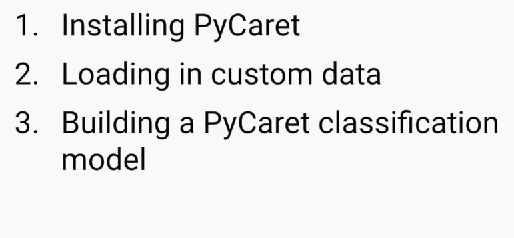 1. Installing PyCaret
2. Loading in custom data
3. Building a PyCaret classification
model